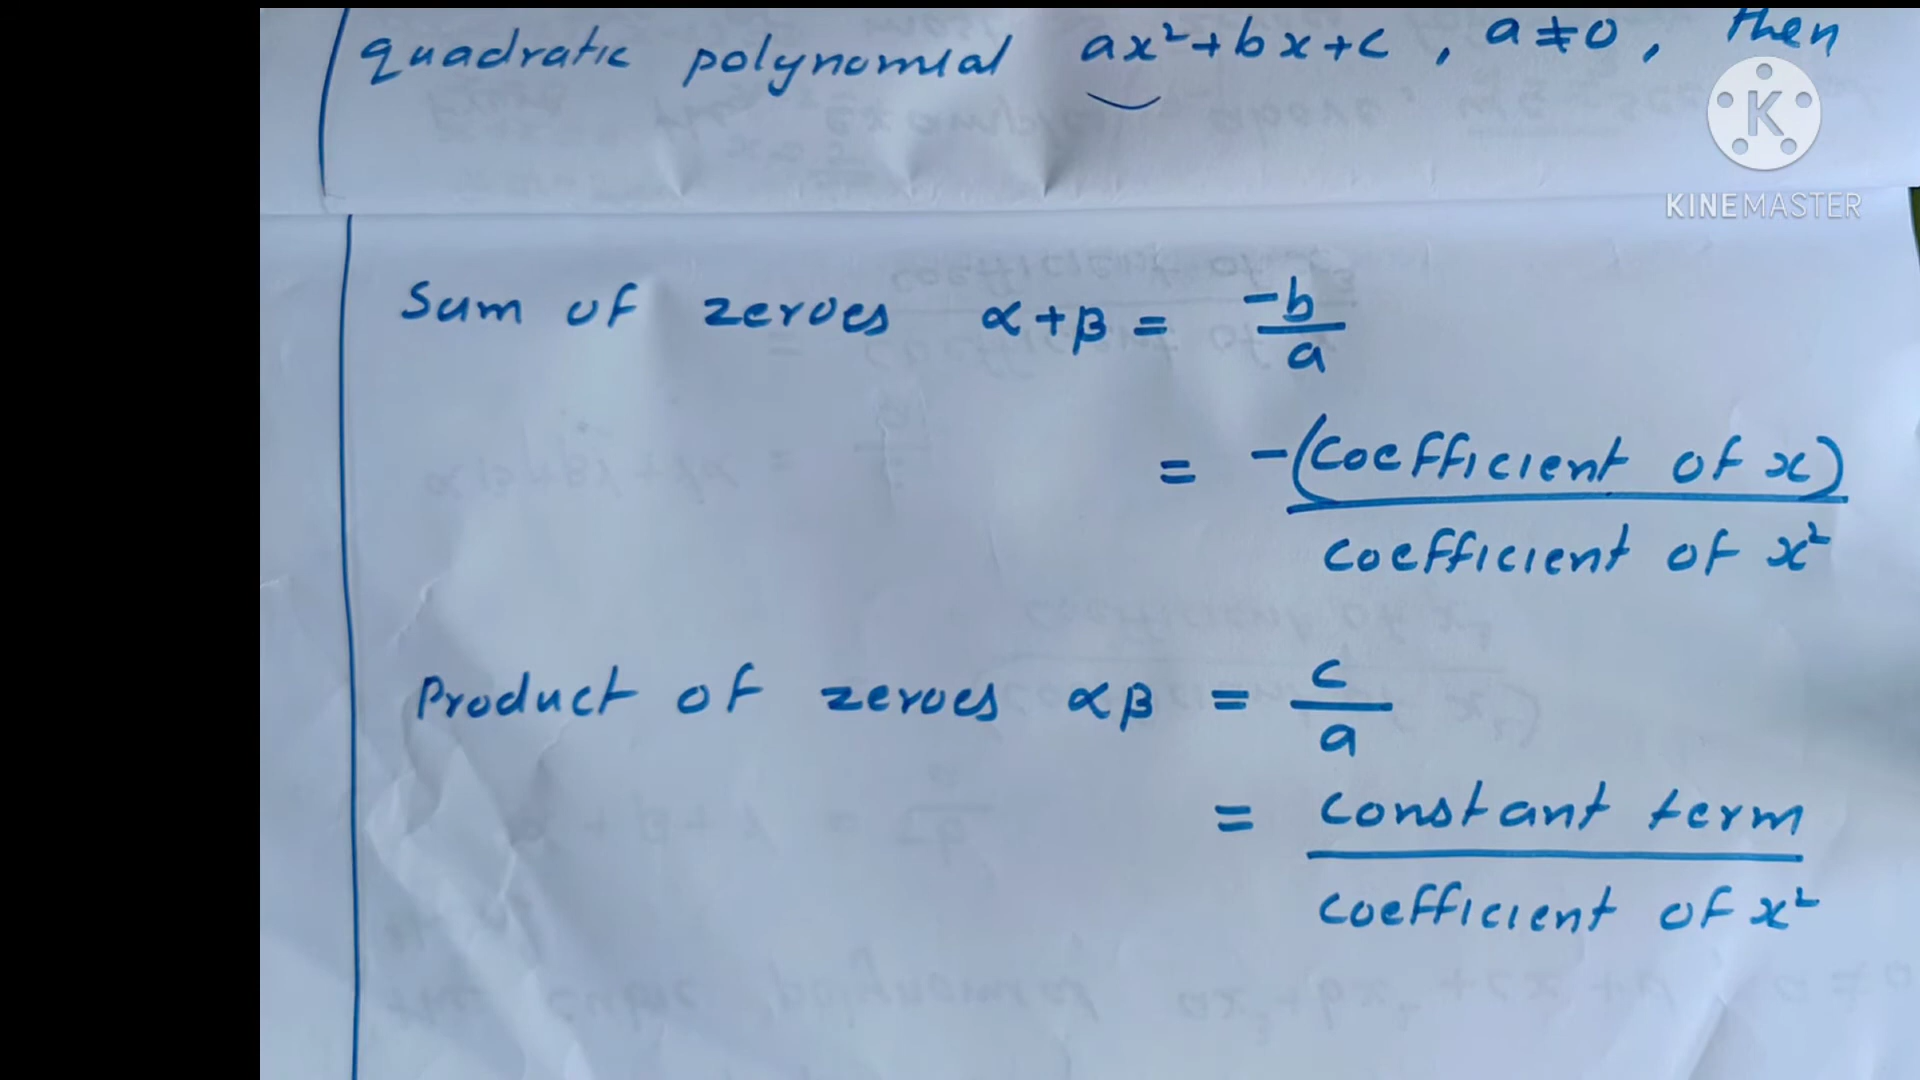 quadratic polynomial ax²+bx+c, a≠0, then
K
KINEMASTER
Sum of zeroes α+β = -b/a
= -(coefficient of x)/coefficient of x²
Product of zeroes αβ = c/a
= constant term/coefficient of x²